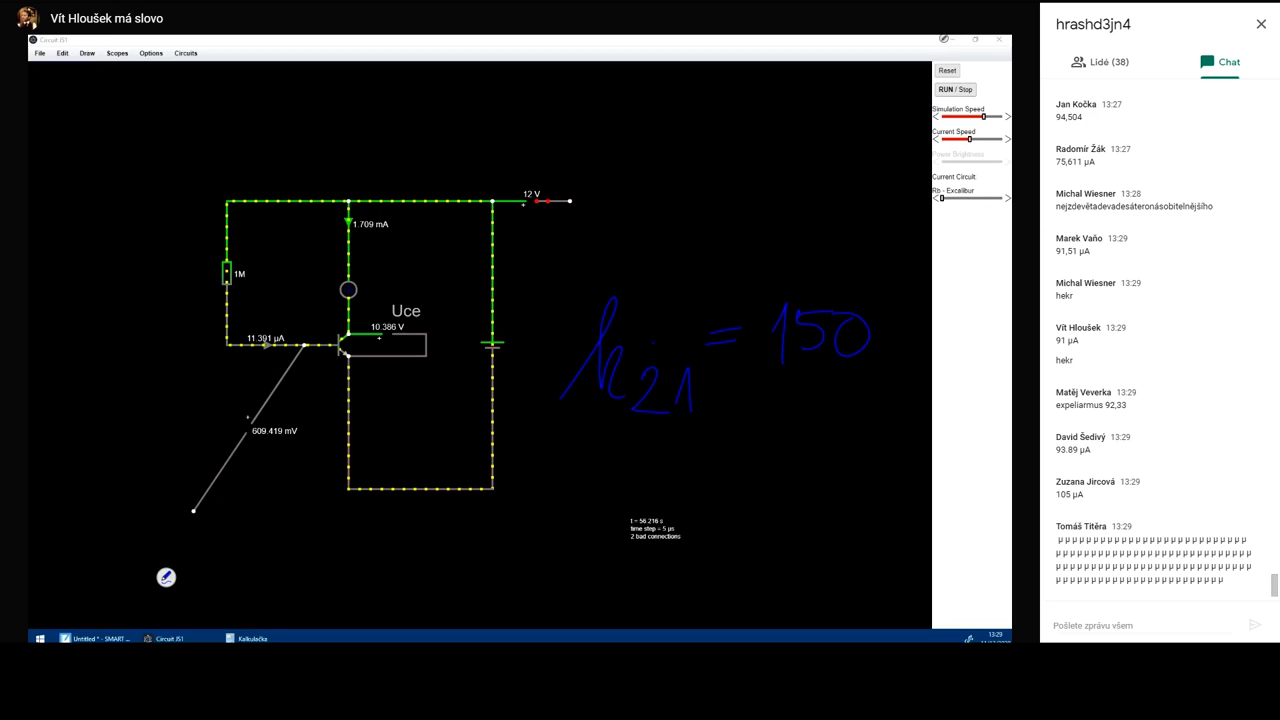 Vít Hloušek má slovo
Circuit JS1
File Edit Draw Scopes Options Circuits
Reset
RUN / Stop
Simulation Speed
Current Speed
Power Brightness
Current Circuit:
Rb - Excalibur
12 V
1.709 mA
1M
Uce
10.386 V
11.391 µA
609.419 mV
h21 = 150
t = 56.216 s
time step = 5 µs
2 bad connections
Untitled * - SMART ...
Circuit JS1
Kalkulačka
13:29
hrashd3jn4
Lidé (38)
Chat
Jan Kočka 13:27
94,504
Radomír Žák 13:27
75,611 µA
Michal Wiesner 13:28
nejzdevětadevadesáteronásobitelnějšího
Marek Vaňo 13:29
91,51 µA
Michal Wiesner 13:29
hekr
Vít Hloušek 13:29
91 µA
hekr
Matěj Veverka 13:29
expeliarmus 92,33
David Šedivý 13:29
93.89 µA
Zuzana Jircová 13:29
105 µA
Tomáš Titěra 13:29
µ µ µ µ µ µ µ µ µ µ µ µ µ µ µ µ µ µ µ µ µ µ µ µ µ µ µ
µ µ µ µ µ µ µ µ µ µ µ µ µ µ µ µ µ µ µ µ µ µ µ µ µ µ µ µ
µ µ µ µ µ µ µ µ µ µ µ µ µ µ µ µ µ µ µ µ µ µ µ µ µ µ µ µ
µ µ µ µ µ µ µ µ µ µ µ µ µ µ µ µ µ µ µ µ µ µ µ µ
Pošlete zprávu všem